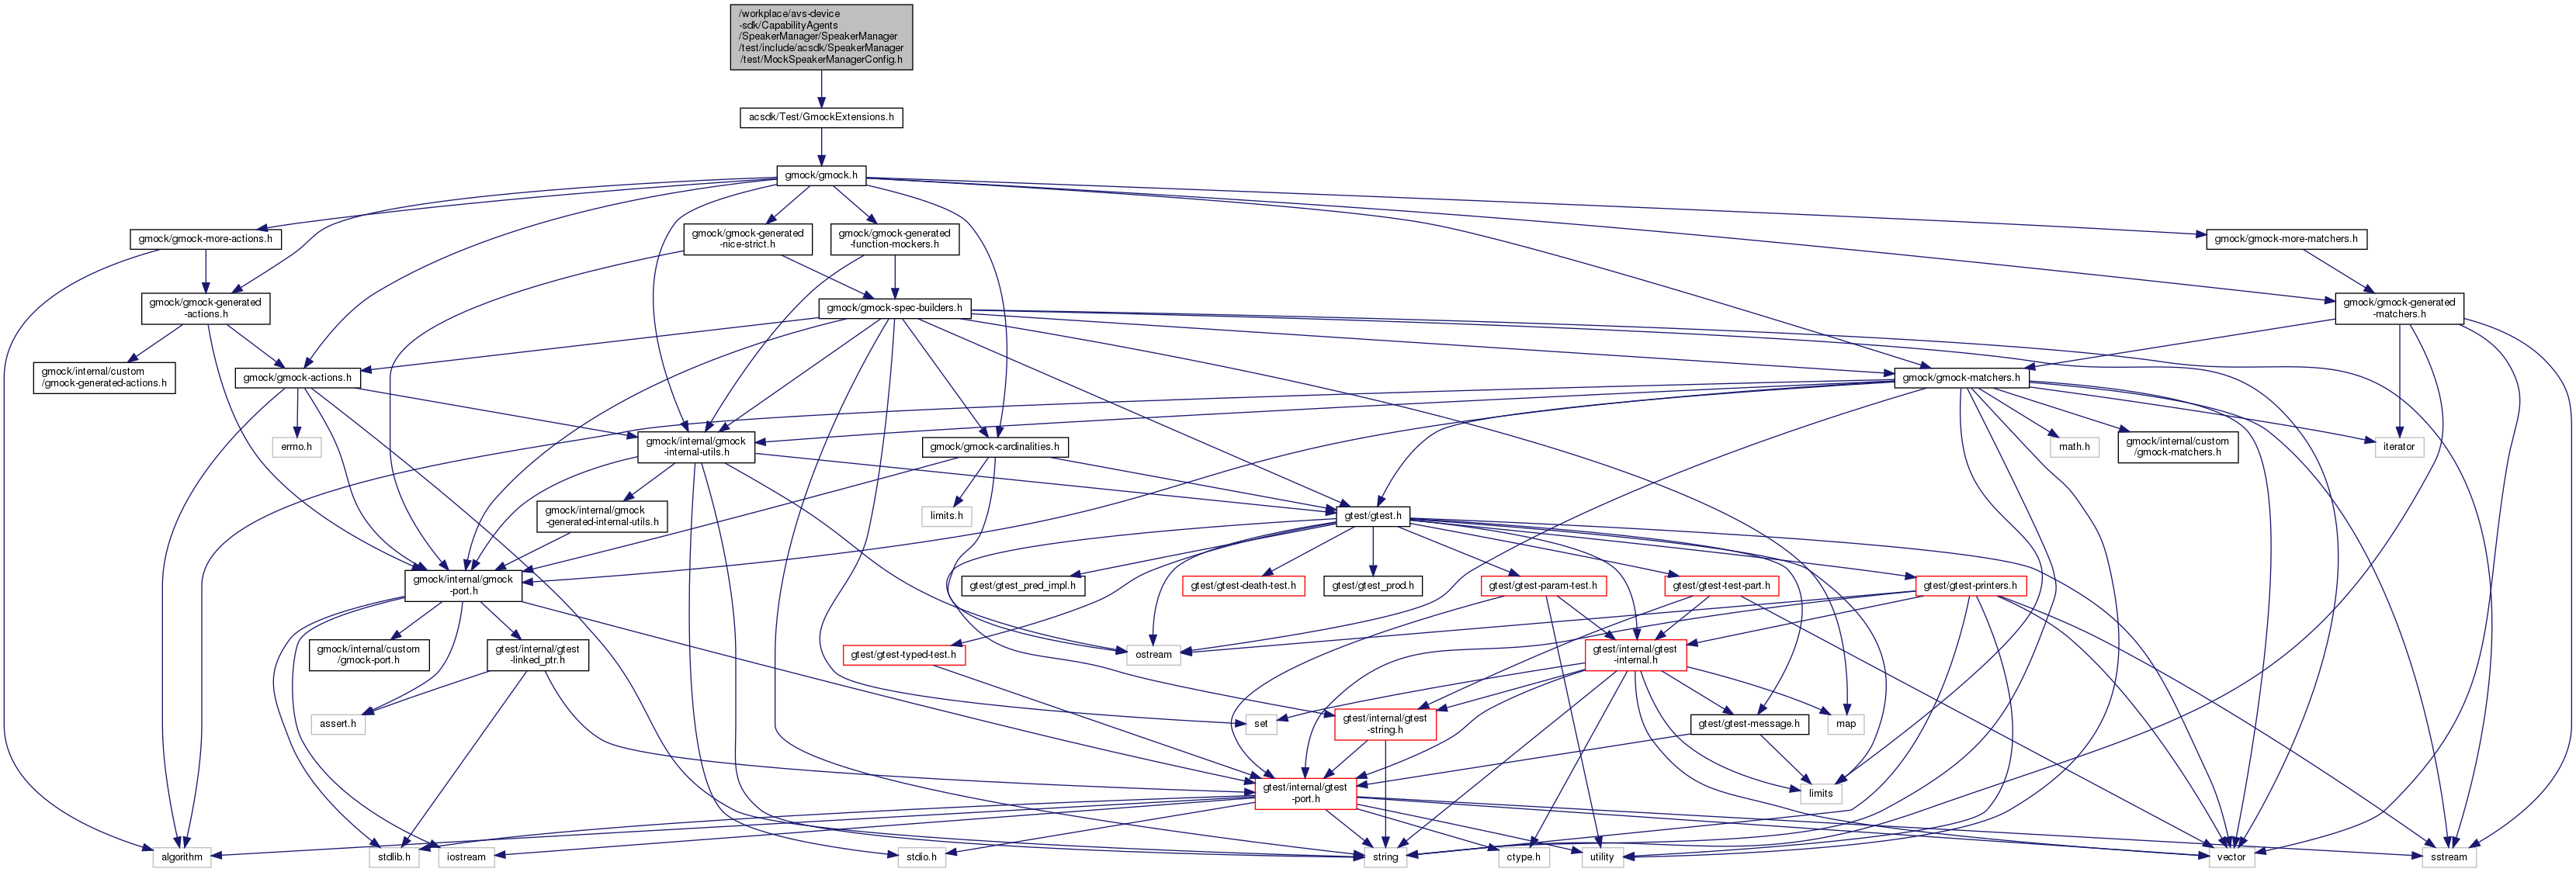 /workplace/avs-device
-sdk/CapabilityAgents
/SpeakerManager/SpeakerManager
/test/include/acsdk/SpeakerManager
/test/MockSpeakerManagerConfig.h
acsdk/Test/GmockExtensions.h
gmock/gmock.h
gmock/gmock-more-actions.h
gmock/gmock-generated
-nice-strict.h
gmock/gmock-generated
-function-mockers.h
gmock/gmock-more-matchers.h
gmock/gmock-generated
-actions.h
gmock/gmock-spec-builders.h
gmock/gmock-generated
-matchers.h
gmock/internal/custom
/gmock-generated-actions.h
gmock/gmock-actions.h
gmock/gmock-matchers.h
errno.h
gmock/internal/gmock
-internal-utils.h
gmock/gmock-cardinalities.h
math.h
gmock/internal/custom
/gmock-matchers.h
iterator
gmock/internal/gmock
-generated-internal-utils.h
limits.h
gtest/gtest.h
gmock/internal/gmock
-port.h
gtest/gtest_pred_impl.h
gtest/gtest-death-test.h
gtest/gtest_prod.h
gtest/gtest-param-test.h
gtest/gtest-test-part.h
gtest/gtest-printers.h
gmock/internal/custom
/gmock-port.h
gtest/internal/gtest
-linked_ptr.h
gtest/gtest-typed-test.h
ostream
gtest/internal/gtest
-internal.h
assert.h
set
gtest/internal/gtest
-string.h
gtest/gtest-message.h
map
gtest/internal/gtest
-port.h
limits
algorithm
stdlib.h
iostream
stdio.h
string
ctype.h
utility
vector
sstream